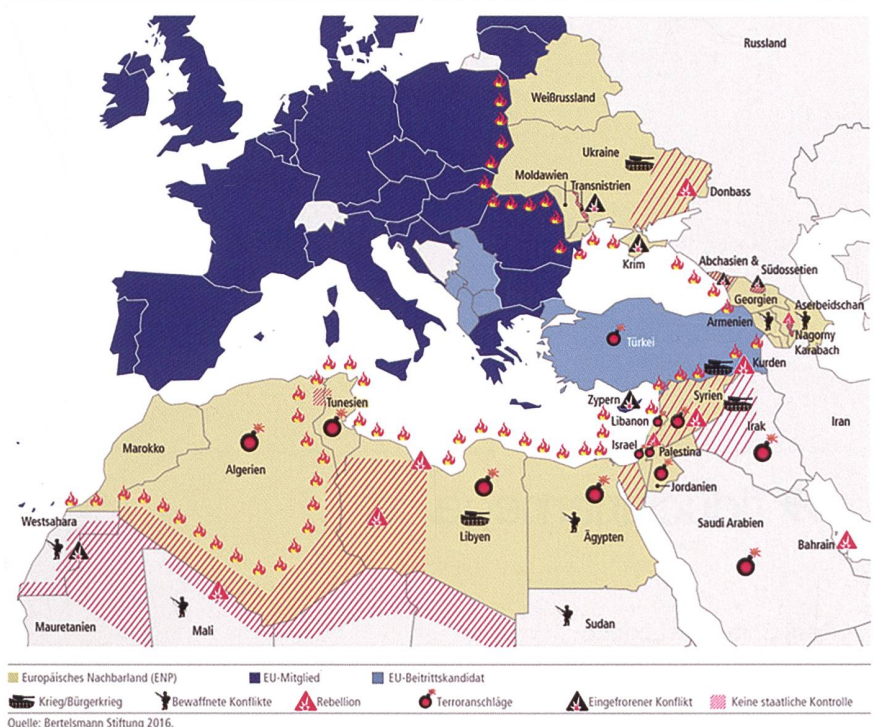 Russland
Weißrussland
Ukraine
Moldawien
Transnistrien
Donbass
Krim
Abchasien &
Südossetien
Georgien
Aserbeidschan
Armenien
Nagorny
Karabach
Türkei
Kurden
Zypern
Syrien
Libanon
Irak
Iran
Israel
Palestina
Jordanien
Tunesien
Marokko
Algerien
Westsahara
Libyen
Ägypten
Saudi Arabien
Bahrain
Mauretanien
Mali
Sudan
Europäisches Nachbarland (ENP) EU-Mitglied EU-Beitrittskandidat
Krieg/Bürgerkrieg Bewaffnete Konflikte Rebellion Terroranschläge Eingefrorener Konflikt Keine staatliche Kontrolle
Quelle: Bertelsmann Stiftung 2016.